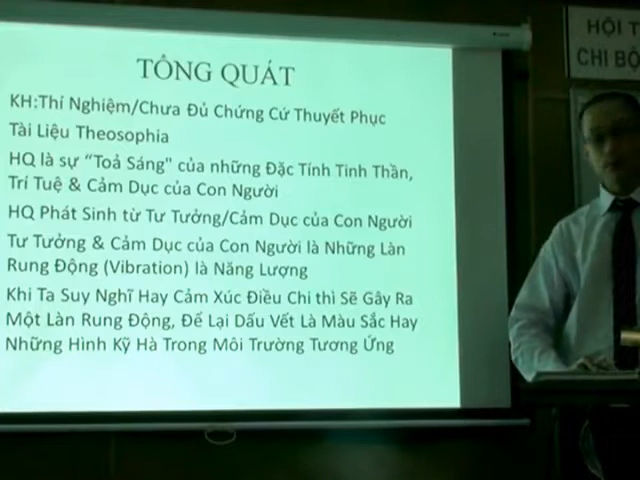 TỔNG QUÁT
KH:Thí Nghiệm/Chưa Đủ Chứng Cứ Thuyết Phục
Tài Liệu Theosophia
HQ là sự “Toả Sáng" của những Đặc Tính Tinh Thần,
Trí Tuệ & Cảm Dục của Con Người
HQ Phát Sinh từ Tư Tưởng/Cảm Dục của Con Người
Tư Tưởng & Cảm Dục của Con Người là Những Làn
Rung Động (Vibration) là Năng Lượng
Khi Ta Suy Nghĩ Hay Cảm Xúc Điều Chi thì Sẽ Gây Ra
Một Làn Rung Động, Để Lại Dấu Vết Là Màu Sắc Hay
Những Hình Kỹ Hà Trong Môi Trường Tương Ứng
HỘI T
CHI BỘ